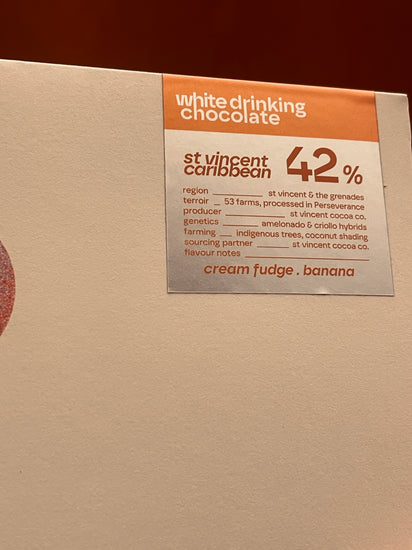 white drinking
chocolate
st vincent
caribbean
42%
region st vincent & the grenades
terroir 53 farms, processed in Perseverance
producer st vincent cocoa co.
genetics amelonado & criollo hybrids
farming indigenous trees, coconut shading
sourcing partner st vincent cocoa co.
flavour notes
cream fudge . banana